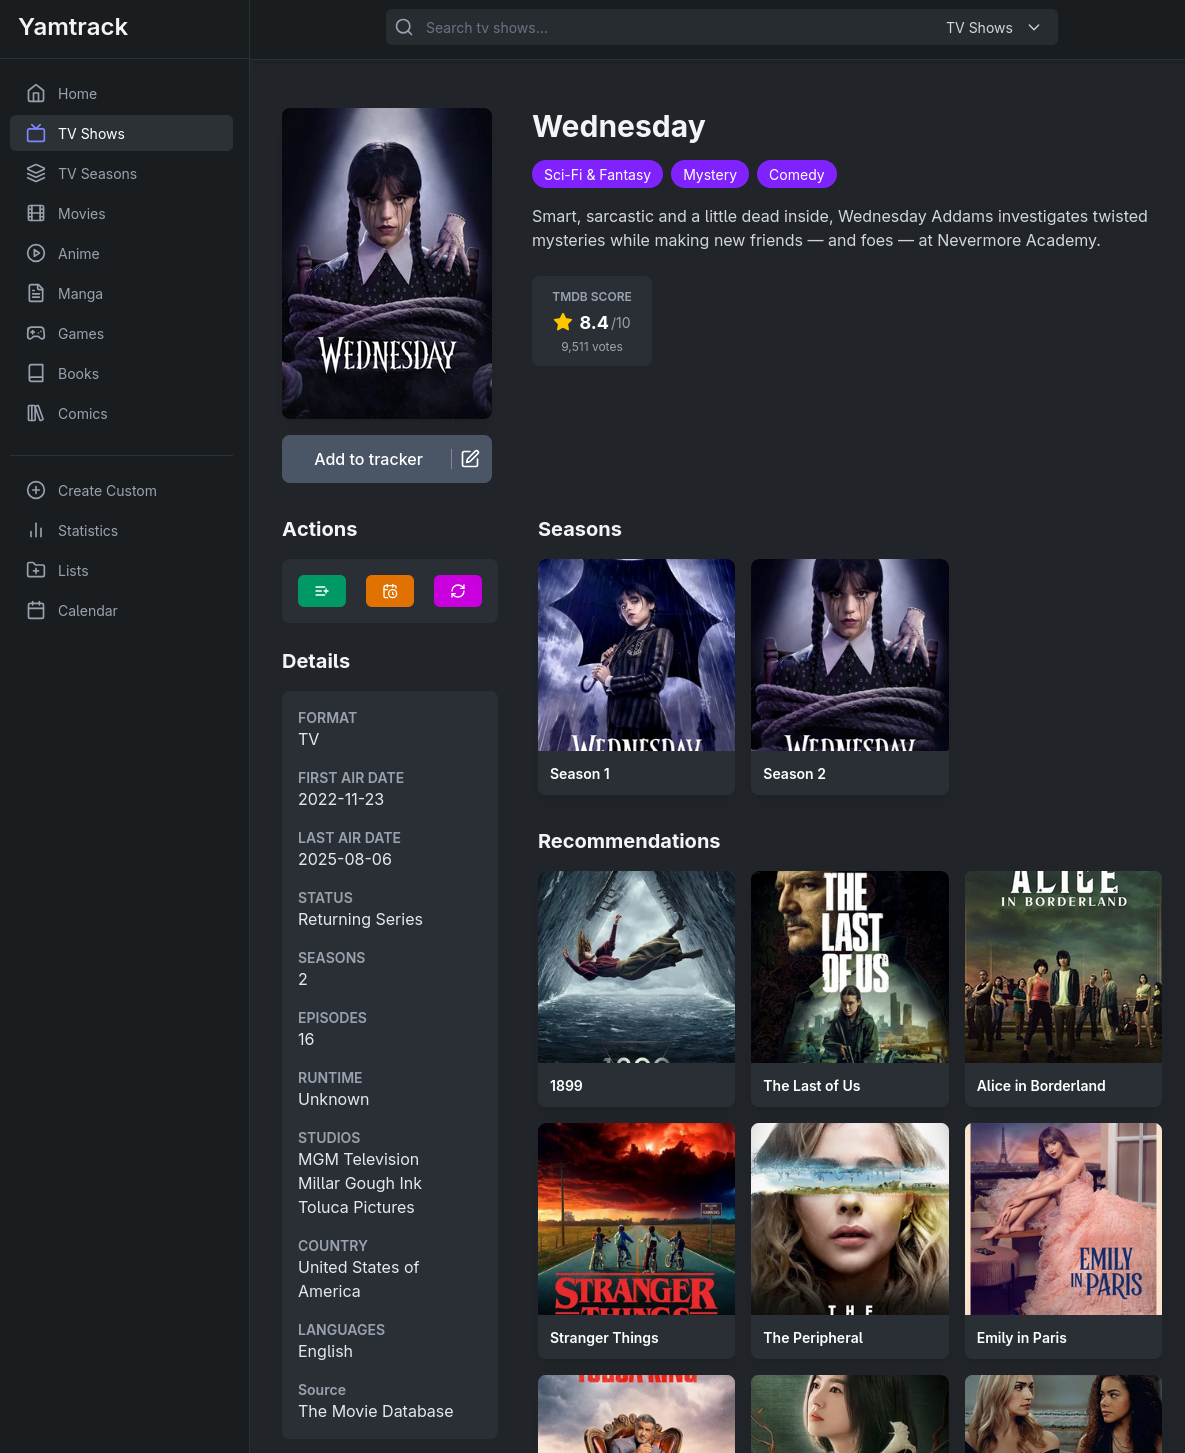 Yamtrack
Search tv shows...
TV Shows
Home
TV Shows
TV Seasons
Movies
Anime
Manga
Games
Books
Comics
Create Custom
Statistics
Lists
Calendar
WEDNESDAY
Add to tracker
Wednesday
Sci-Fi & Fantasy
Mystery
Comedy
Smart, sarcastic and a little dead inside, Wednesday Addams investigates twisted
mysteries while making new friends — and foes — at Nevermore Academy.
TMDB SCORE
8.4 /10
9,511 votes
Actions
Details
FORMAT
TV
FIRST AIR DATE
2022-11-23
LAST AIR DATE
2025-08-06
STATUS
Returning Series
SEASONS
2
EPISODES
16
RUNTIME
Unknown
STUDIOS
MGM Television
Millar Gough Ink
Toluca Pictures
COUNTRY
United States of
America
LANGUAGES
English
Source
The Movie Database
Seasons
WEDNESDAY
Season 1
WEDNESDAY
Season 2
Recommendations
1899
1899
THE
LAST
OF US
The Last of Us
ALICE
IN BORDERLAND
Alice in Borderland
STRANGER
THINGS
Stranger Things
THE
The Peripheral
EMILY
IN PARIS
Emily in Paris
TULSA KING